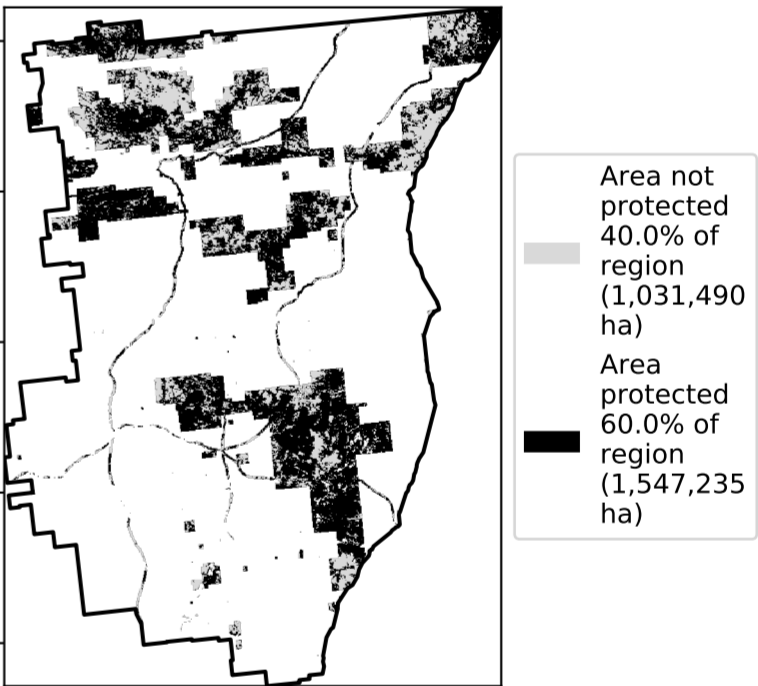 Area not
protected
40.0% of
region
(1,031,490
ha)
Area
protected
60.0% of
region
(1,547,235
ha)